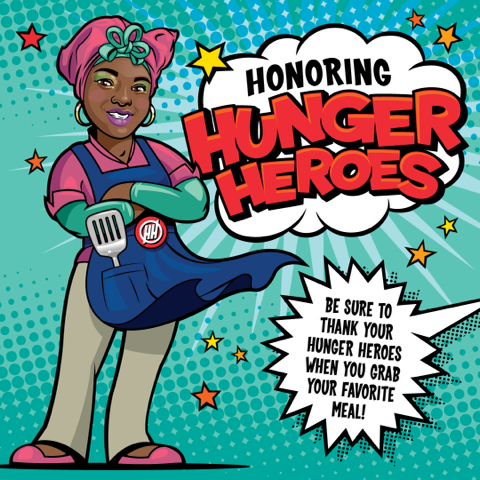 HONORING
HUNGER
HEROES
HH
BE SURE TO
THANK YOUR
HUNGER HEROES
WHEN YOU GRAB
YOUR FAVORITE
MEAL!